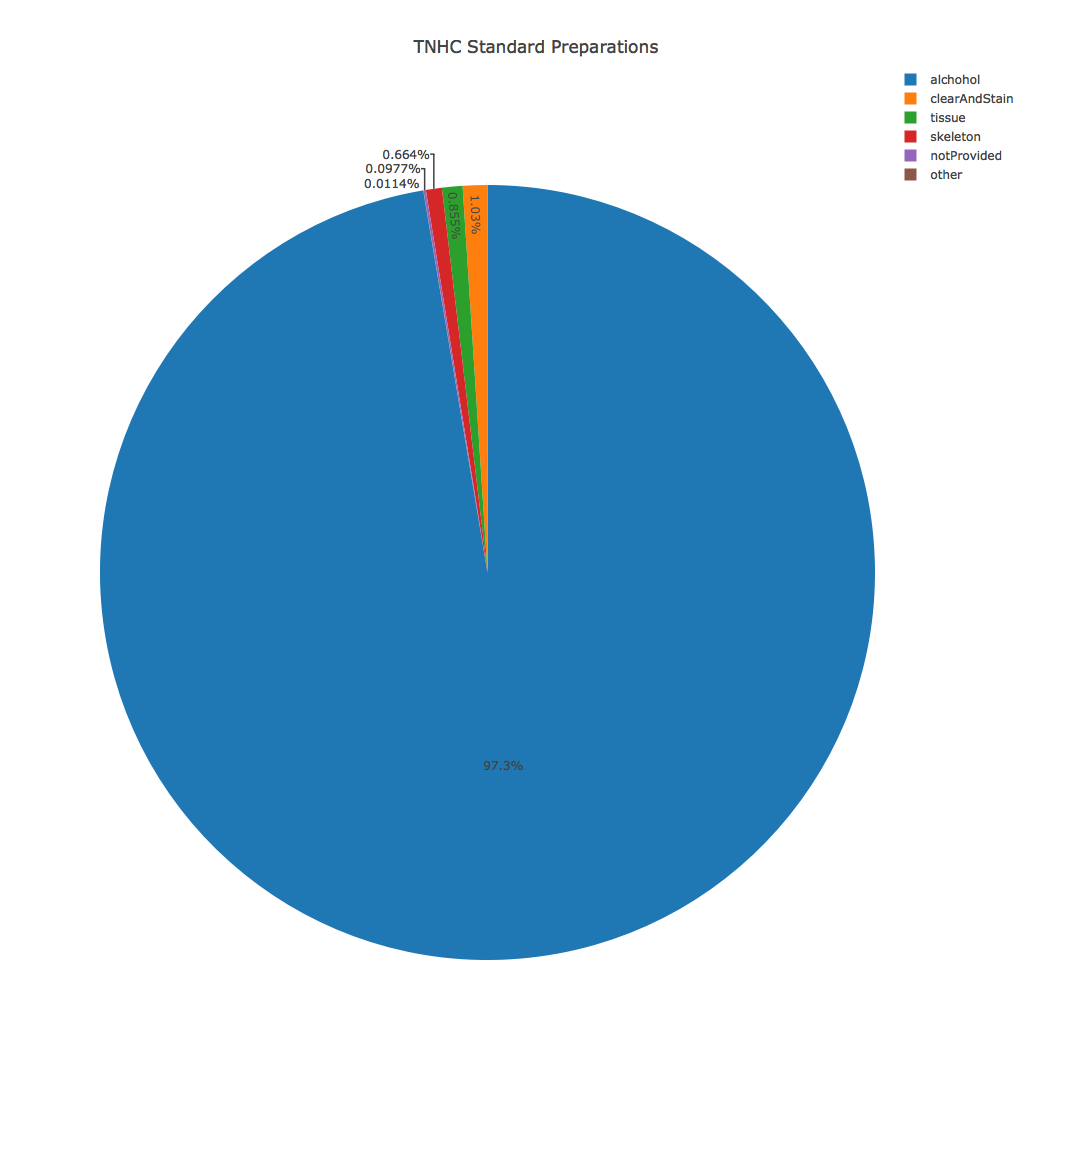 TNHC Standard Preparations
alchohol
clearAndStain
tissue
skeleton
notProvided
other
0.664%
0.0977%
0.0114%
0.855%
1.03%
97.3%